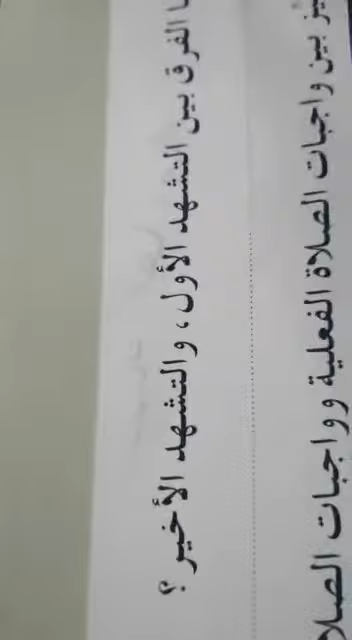 الفرق بين التشهد الأول، والتشهد الأخير؟
بين واجبات الصلاة الفعلية وواجبات